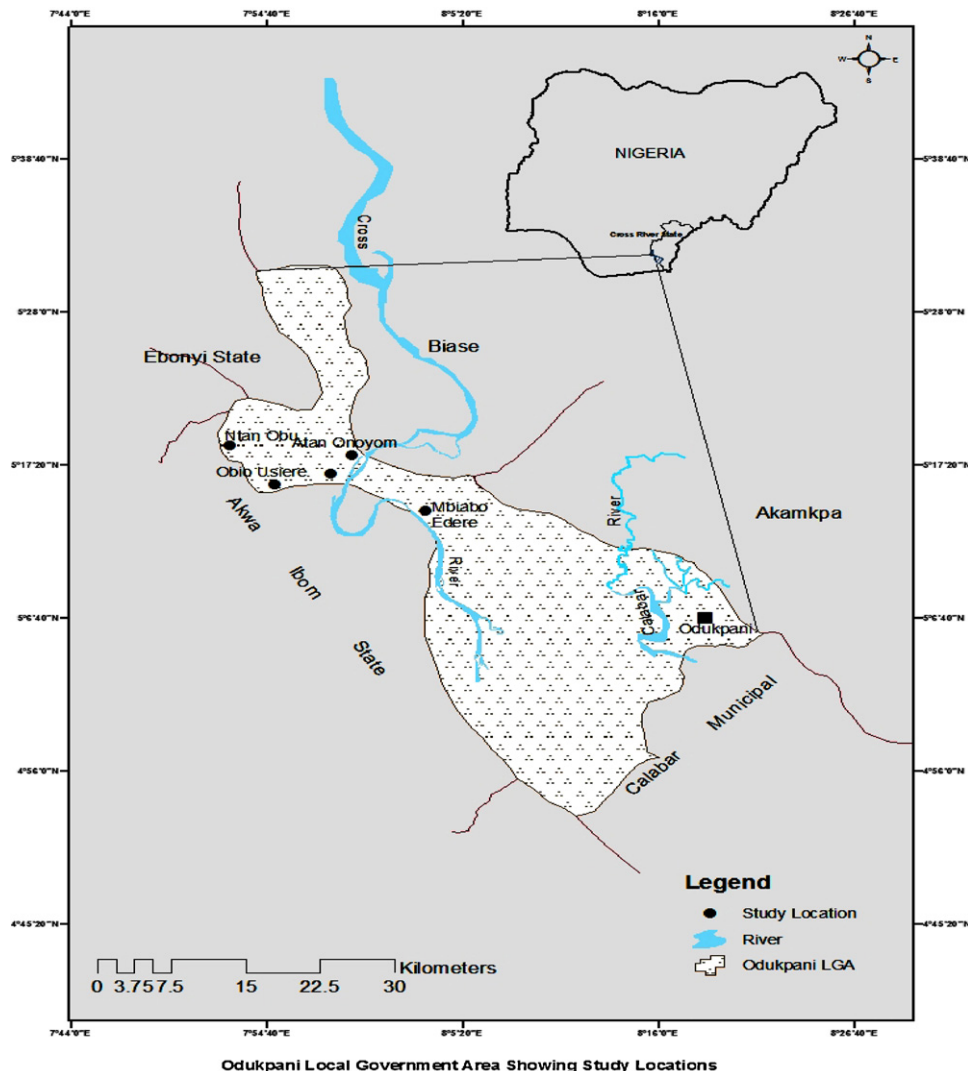 7°44'0"E 7°54'40"E 8°5'20"E 8°16'0"E 8°26'40"E
N
W E
S
5°38'40"N 5°38'40"N
NIGERIA
Cross River State
Cross
5°28'0"N 5°28'0"N
Biase
Ebonyi State
Ntan Obu Atan Onoyom
5°17'20"N 5°17'20"N
Obio Usiere
Akwa
Ibom
State
Mbiabo
Edere
River
River
Akamkpa
Calabar
5°6'40"N 5°6'40"N
Odukpani
Calabar Municipal
4°56'0"N 4°56'0"N
Legend
Study Location
River
Odukpani LGA
4°45'20"N 4°45'20"N
Kilometers
0 3.757.5 15 22.5 30
7°44'0"E 7°54'40"E 8°5'20"E 8°16'0"E 8°26'40"E
Odukpani Local Government Area Showing Study Locations